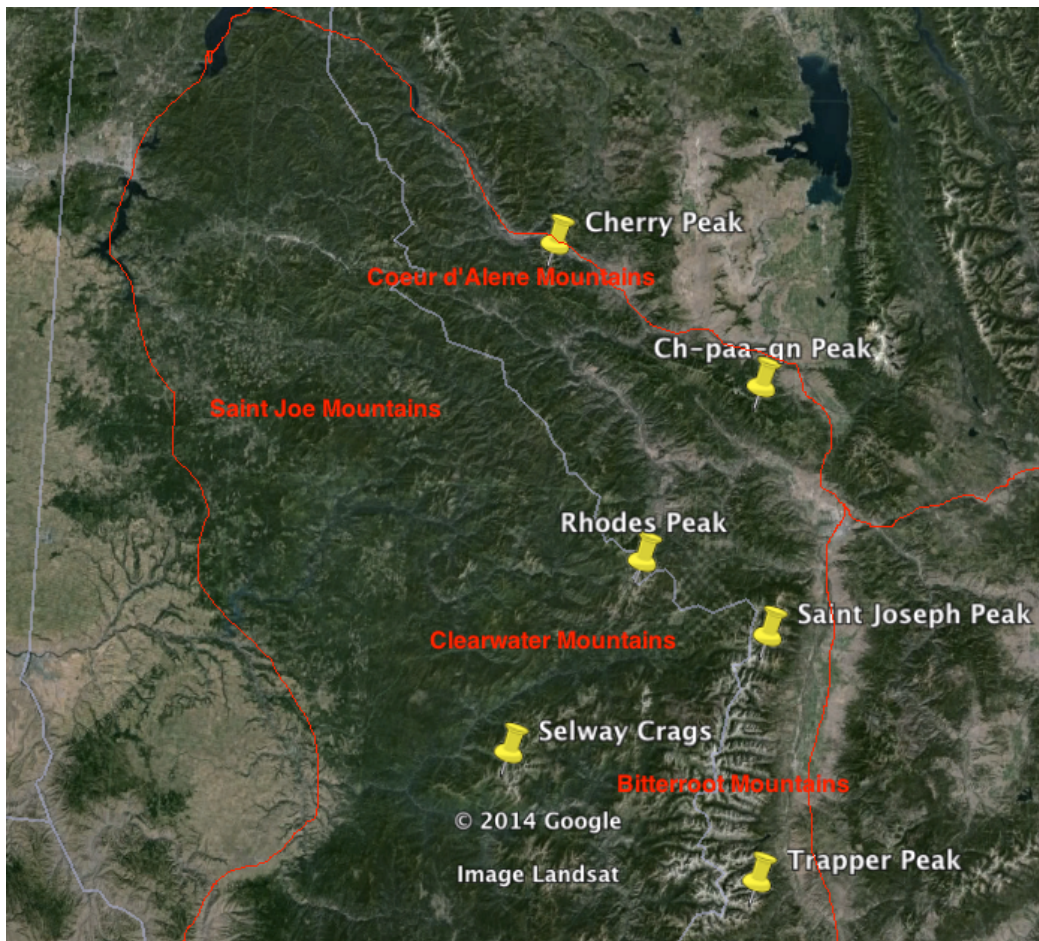 Cherry Peak
Coeur d'Alene Mountains
Ch-paa-qn Peak
Saint Joe Mountains
Rhodes Peak
Saint Joseph Peak
Clearwater Mountains
Selway Crags
Bitterroot Mountains
© 2014 Google
Trapper Peak
Image Landsat